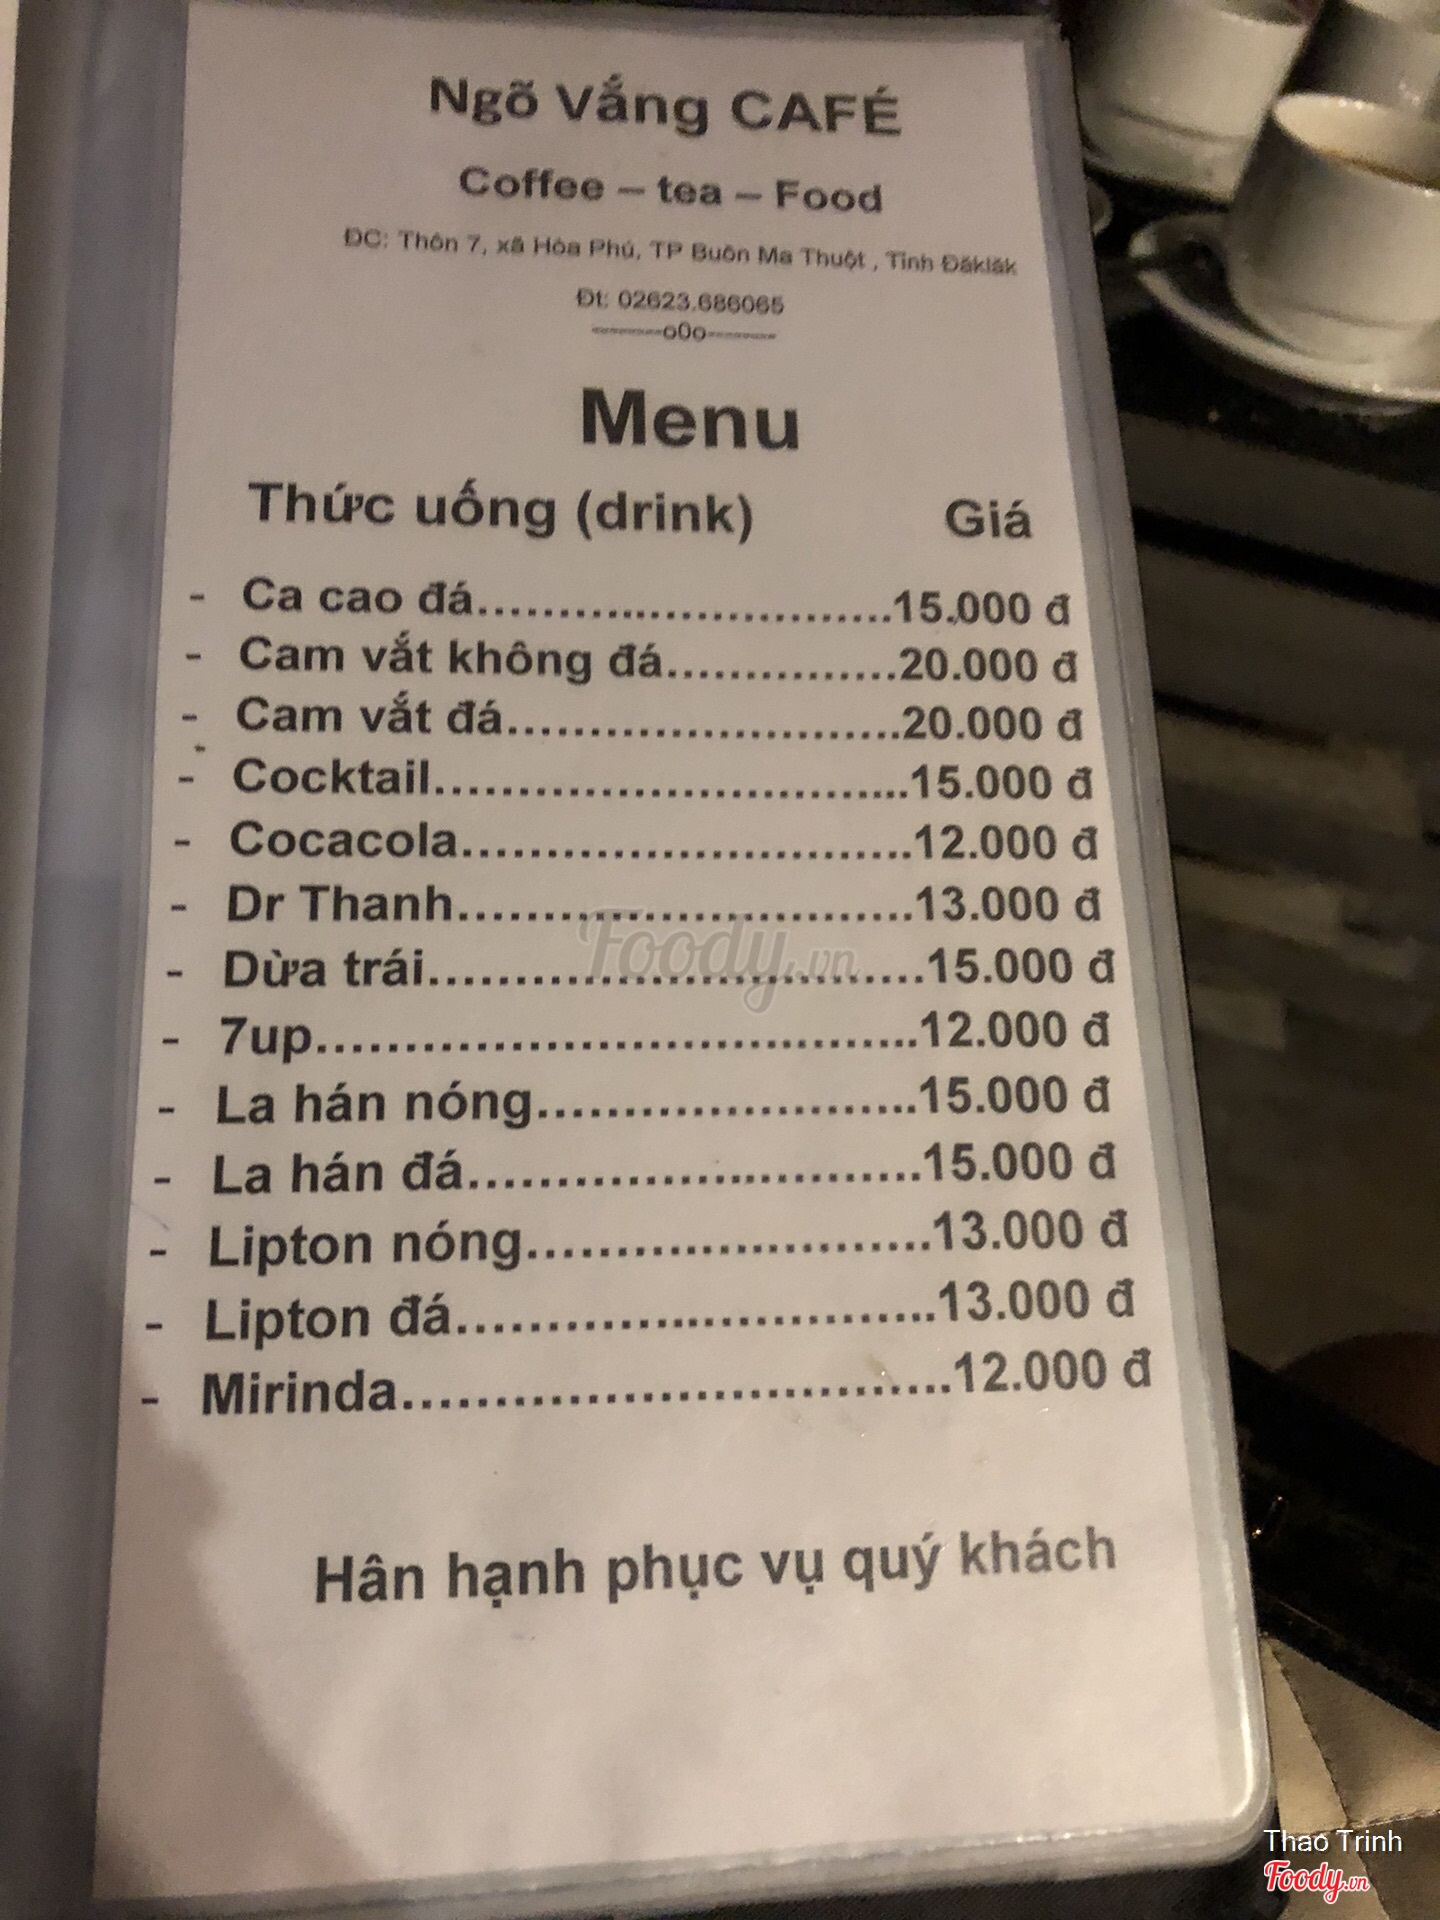 Ngõ Vắng CAFÉ
Coffee – tea – Food
ĐC: Thôn 7, xã Hòa Phú, TP Buôn Ma Thuột , Tỉnh Đăklăk
Đt: 02623.686065
--------o0o--------
Menu
Thức uống (drink) Giá
- Ca cao đá..............................15.000 đ
- Cam vắt không đá................20.000 đ
- Cam vắt đá...........................20.000 đ
- Cocktail................................15.000 đ
- Cocacola..............................12.000 đ
- Dr Thanh..............................13.000 đ
- Dừa trái................................15.000 đ
- 7up.......................................12.000 đ
- La hán nóng.........................15.000 đ
- La hán đá.............................15.000 đ
- Lipton nóng..........................13.000 đ
- Lipton đá..............................13.000 đ
- Mirinda.................................12.000 đ
Foody.vn
Hân hạnh phục vụ quý khách
Thao Trinh
Foody.vn